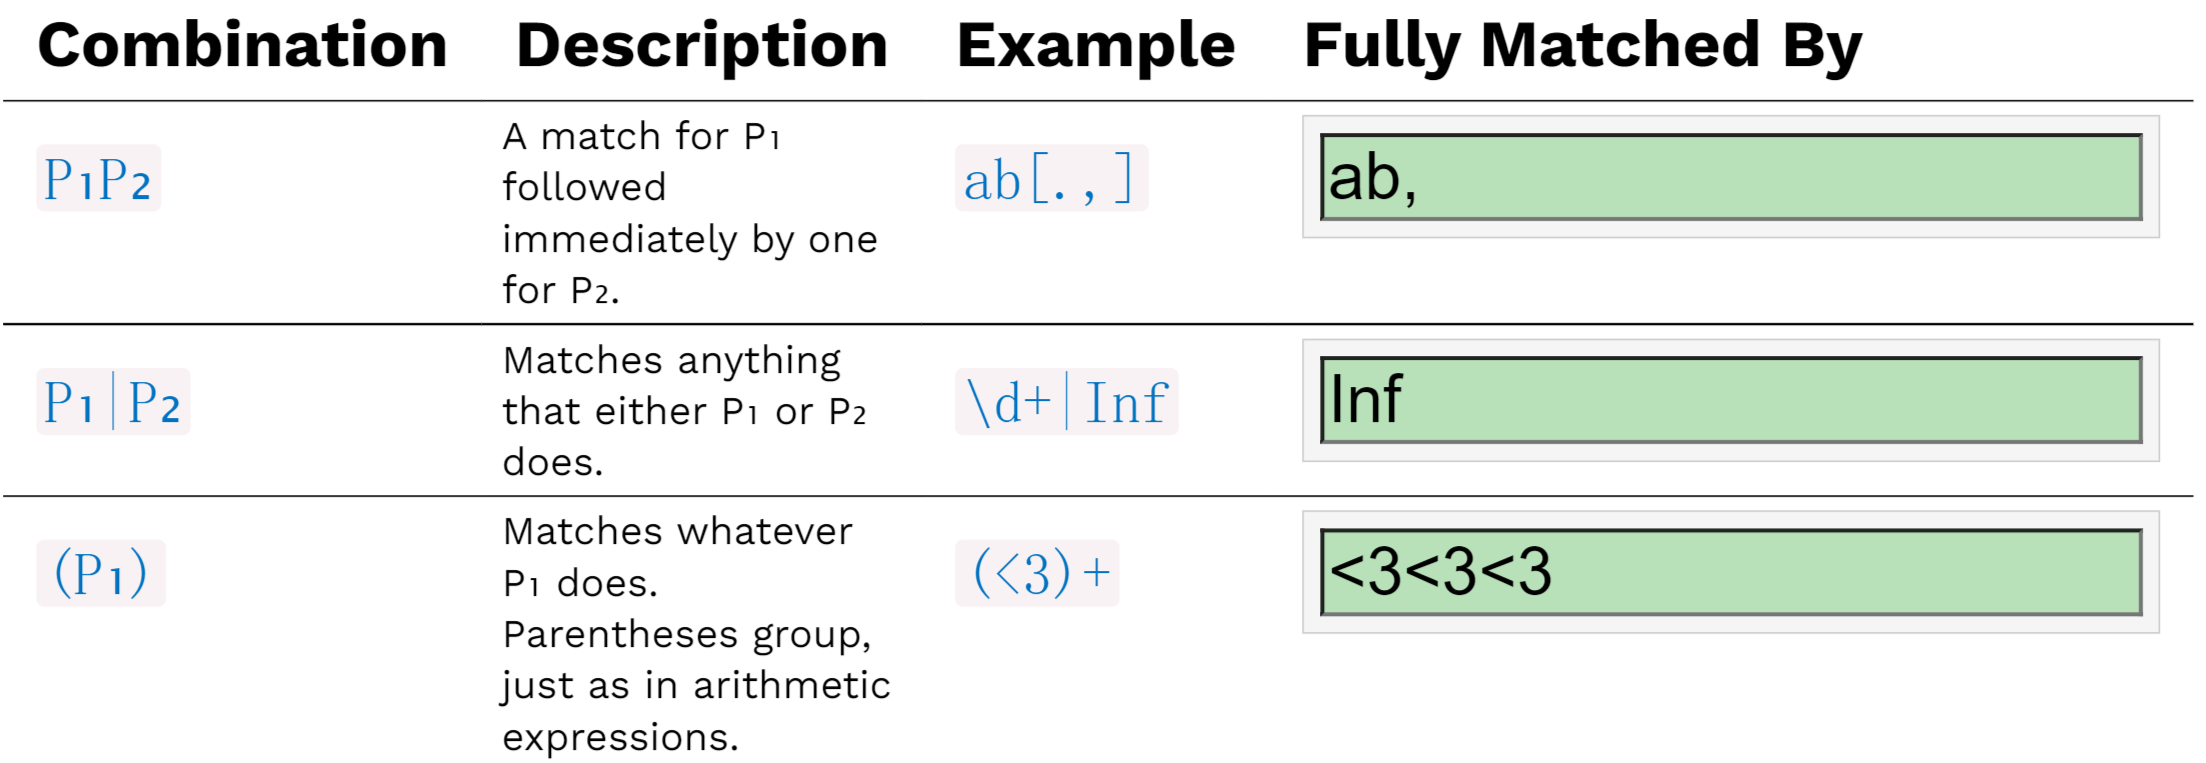 Combination Description Example Fully Matched By
P₁P₂
A match for P₁
followed
immediately by one
for P₂.
ab[.,]
ab,
P₁|P₂
Matches anything
that either P₁ or P₂
does.
\d+|Inf
Inf
(P₁)
Matches whatever
P₁ does.
Parentheses group,
just as in arithmetic
expressions.
(<3)+
<3<3<3